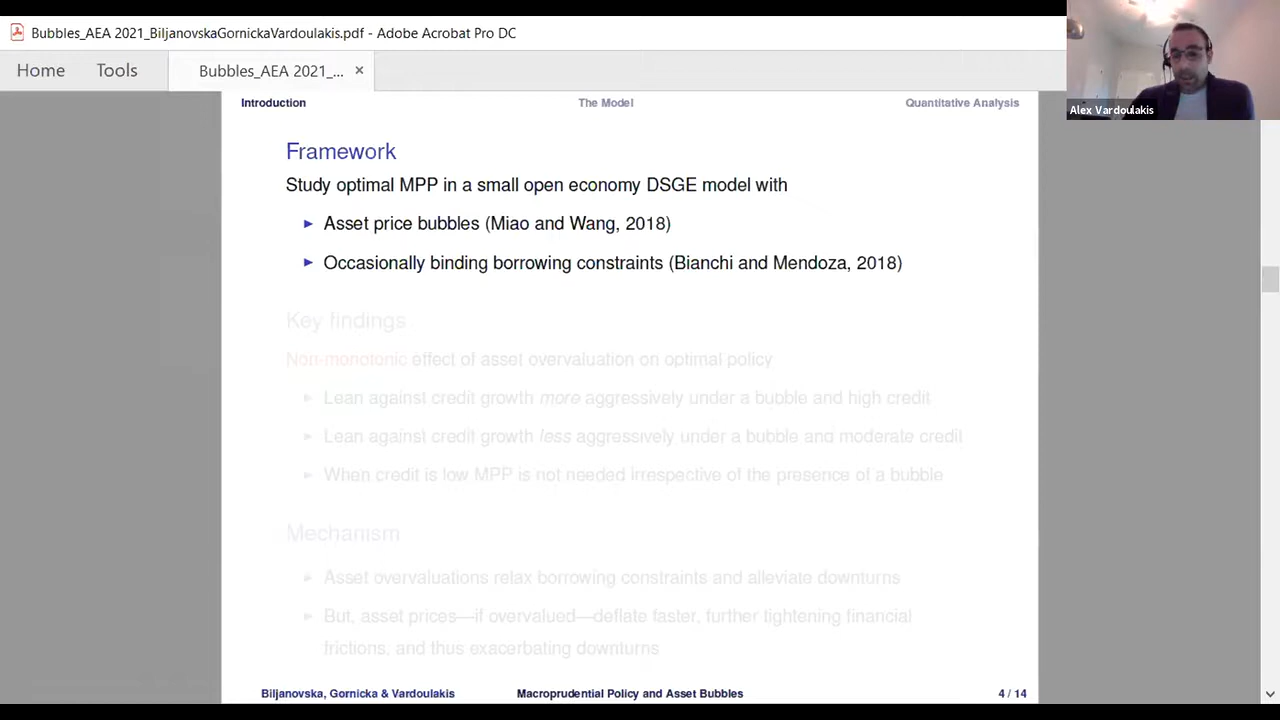 Bubbles_AEA 2021_BiljanovskaGornickaVardoulakis.pdf - Adobe Acrobat Pro DC
Home Tools Bubbles_AEA 2021_... ×
Alex Vardoulakis
Introduction The Model Quantitative Analysis
Framework
Study optimal MPP in a small open economy DSGE model with
► Asset price bubbles (Miao and Wang, 2018)
► Occasionally binding borrowing constraints (Bianchi and Mendoza, 2018)
Key findings
Non-monotonic effect of asset overvaluation on optimal policy
► Lean against credit growth more aggressively under a bubble and high credit
► Lean against credit growth less aggressively under a bubble and moderate credit
► When credit is low MPP is not needed irrespective of the presence of a bubble
Mechanism
► Asset overvaluations relax borrowing constraints and alleviate downturns
► But, asset prices—if overvalued—deflate faster, further tightening financial
frictions, and thus exacerbating downturns
Biljanovska, Gornicka & Vardoulakis Macroprudential Policy and Asset Bubbles 4 / 14